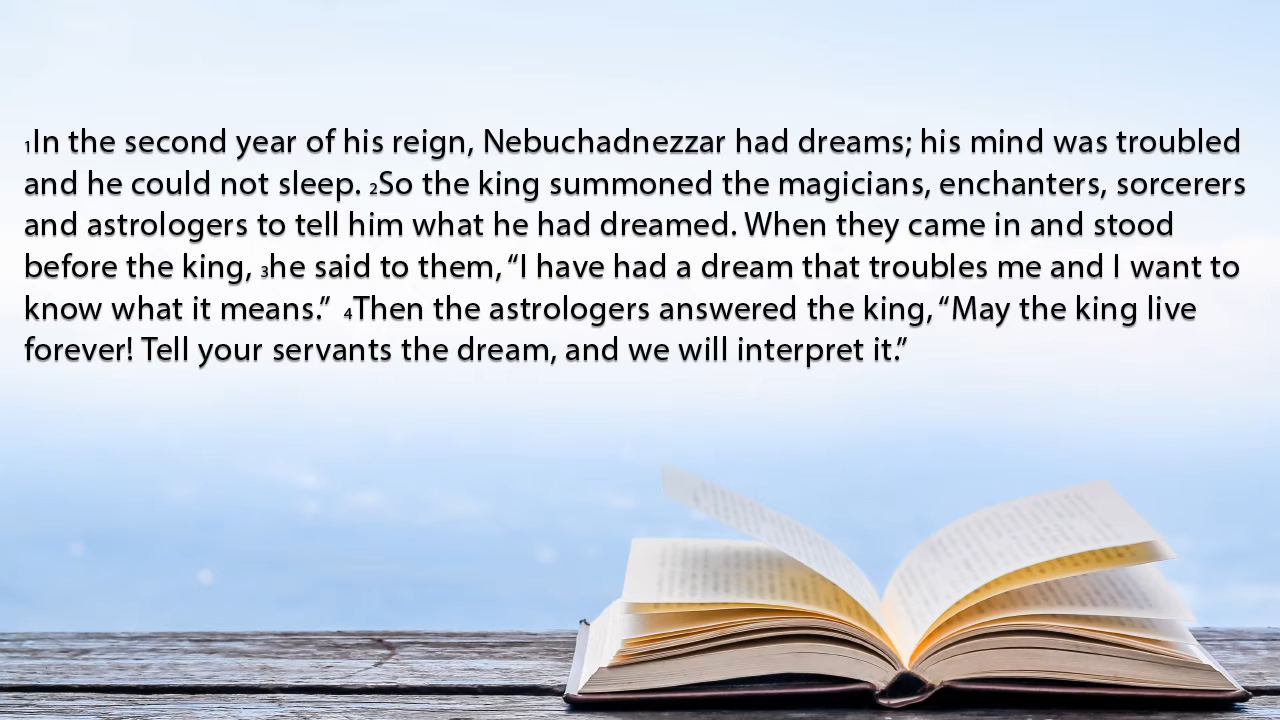 1In the second year of his reign, Nebuchadnezzar had dreams; his mind was troubled
and he could not sleep. 2So the king summoned the magicians, enchanters, sorcerers
and astrologers to tell him what he had dreamed. When they came in and stood
before the king, 3he said to them, “I have had a dream that troubles me and I want to
know what it means.” 4Then the astrologers answered the king, “May the king live
forever! Tell your servants the dream, and we will interpret it.”